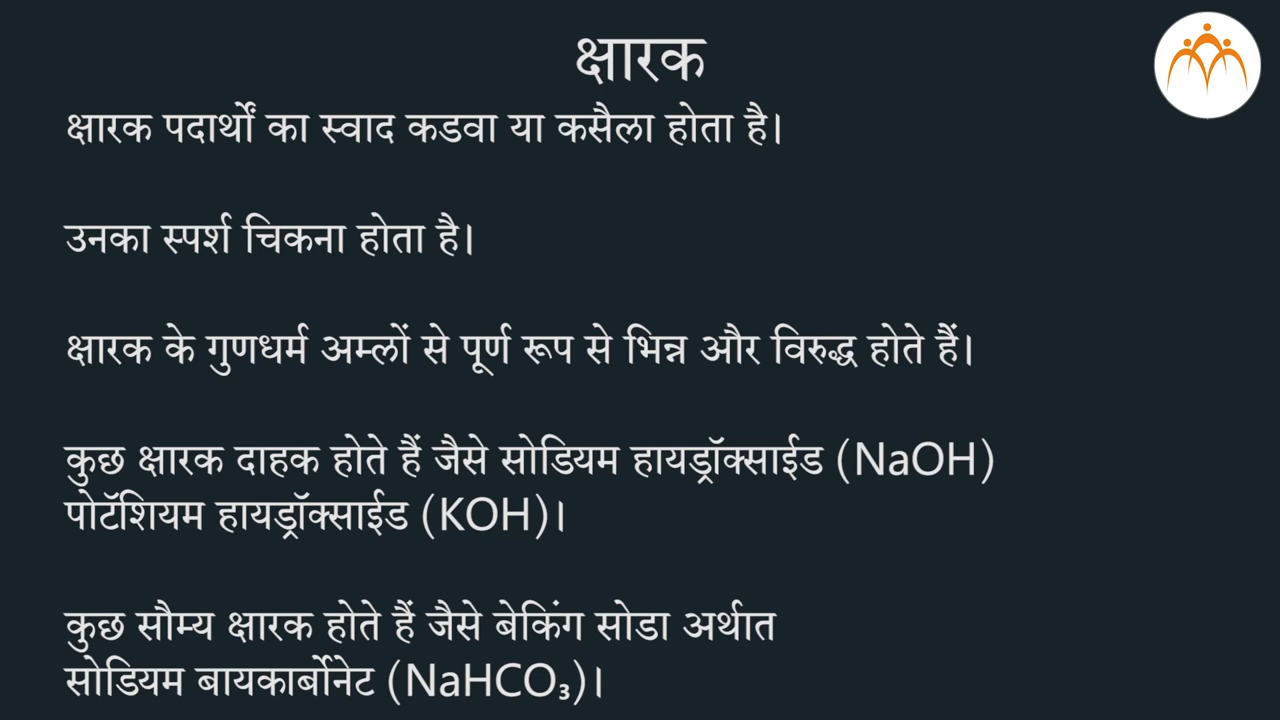 क्षारक
क्षारक पदार्थों का स्वाद कडवा या कसैला होता है।
उनका स्पर्श चिकना होता है।
क्षारक के गुणधर्म अम्लों से पूर्ण रूप से भिन्न और विरुद्ध होते हैं।
कुछ क्षारक दाहक होते हैं जैसे सोडियम हायड्रॉक्साईड (NaOH)
पोटॅशियम हायड्रॉक्साईड (KOH)।
कुछ सौम्य क्षारक होते हैं जैसे बेकिंग सोडा अर्थात
सोडियम बायकार्बोनेट (NaHCO₃)।